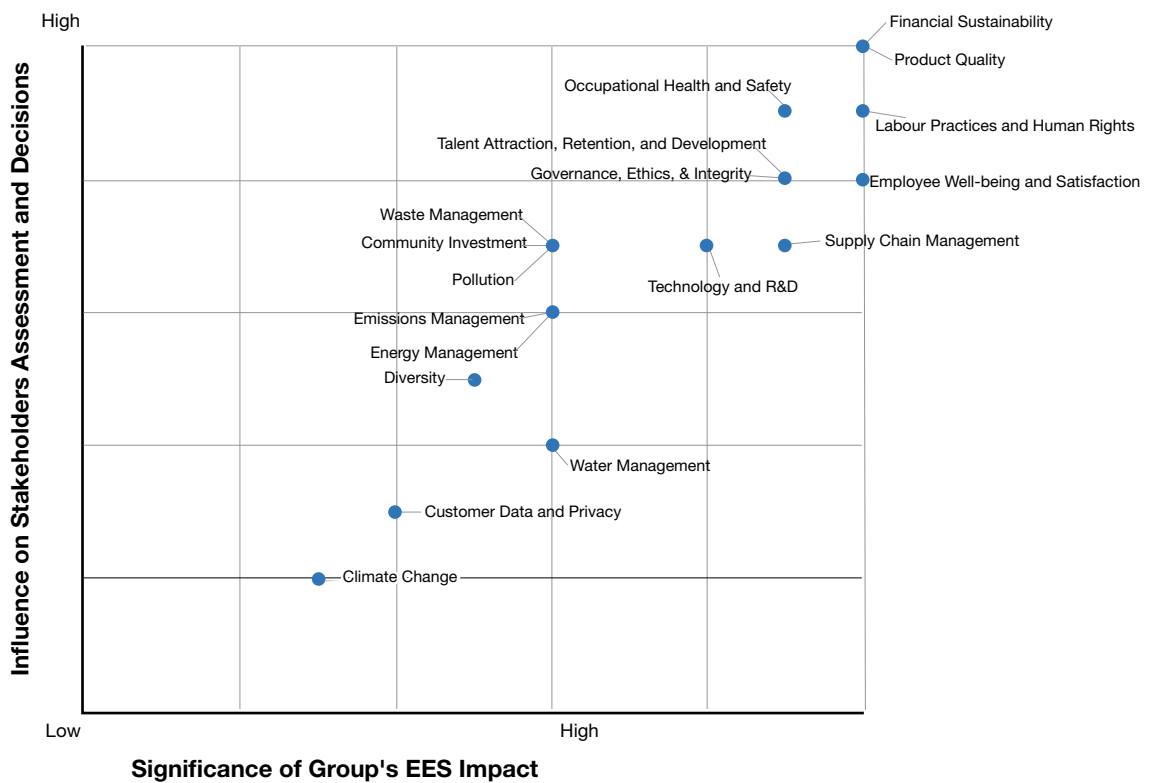 High
Financial Sustainability
Product Quality
Occupational Health and Safety
Labour Practices and Human Rights
Talent Attraction, Retention, and Development
Governance, Ethics, & Integrity
Employee Well-being and Satisfaction
Waste Management
Community Investment
Supply Chain Management
Pollution
Technology and R&D
Emissions Management
Energy Management
Diversity
Water Management
Customer Data and Privacy
Climate Change
Influence on Stakeholders Assessment and Decisions
Low
High
Significance of Group's EES Impact